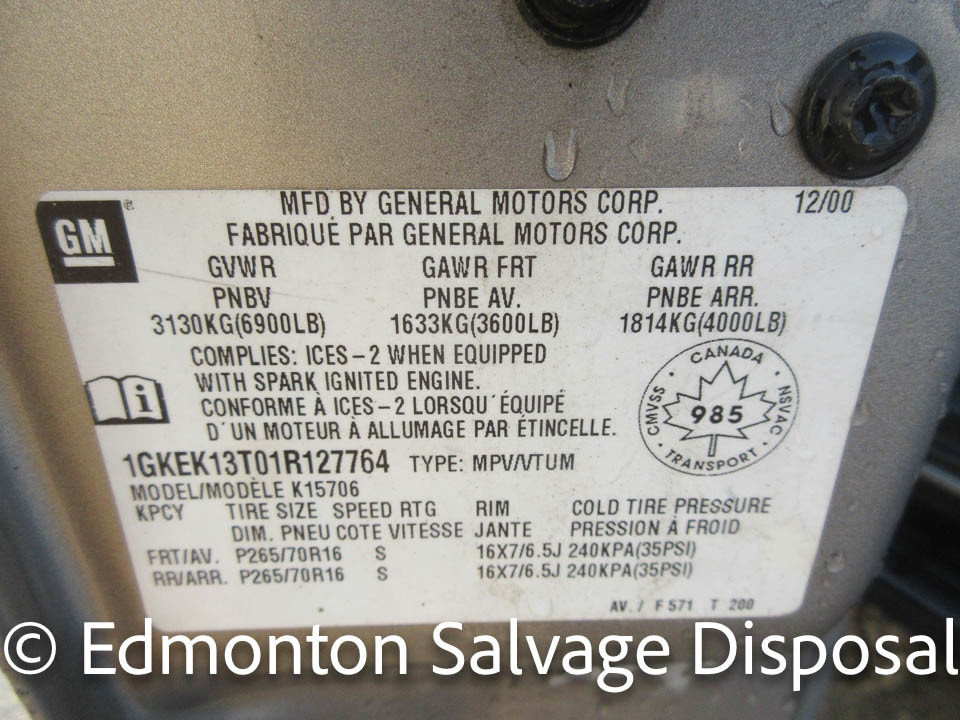 GM
MFD BY GENERAL MOTORS CORP. 12/00
FABRIQUÉ PAR GENERAL MOTORS CORP.
GVWR GAWR FRT GAWR RR
PNBV PNBE AV. PNBE ARR.
3130KG(6900LB) 1633KG(3600LB) 1814KG(4000LB)
COMPLIES: ICES-2 WHEN EQUIPPED
WITH SPARK IGNITED ENGINE.
CONFORME À ICES-2 LORSQU'ÉQUIPÉ
D'UN MOTEUR À ALLUMAGE PAR ÉTINCELLE.
CANADA
CMVSS 985 NSVAC
TRANSPORT
1GKEK13T01R127764 TYPE: MPV/VTUM
MODEL/MODÈLE K15706
KPCY TIRE SIZE SPEED RTG RIM COLD TIRE PRESSURE
DIM. PNEU COTE VITESSE JANTE PRESSION À FROID
FRT/AV. P265/70R16 S 16X7/6.5J 240KPA(35PSI)
RR/ARR. P265/70R16 S 16X7/6.5J 240KPA(35PSI)
AV. / F 571 T 200
© Edmonton Salvage Disposal